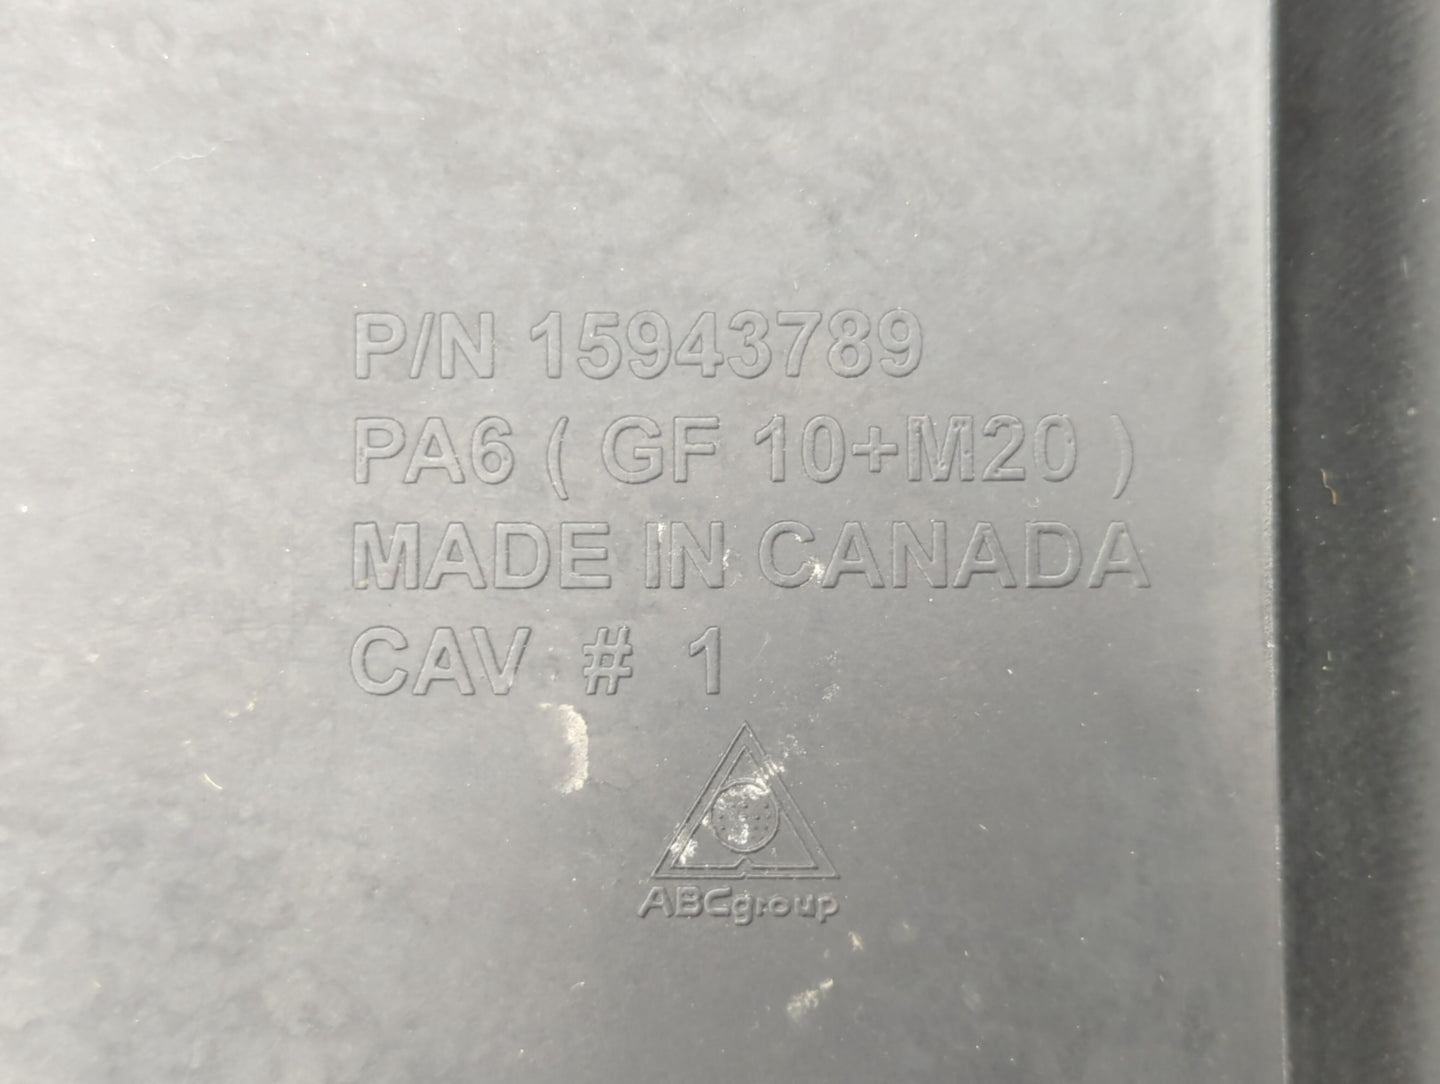 P/N 15943789
PA6 ( GF 10+M20 )
MADE IN CANADA
CAV # 1
ABCgroup